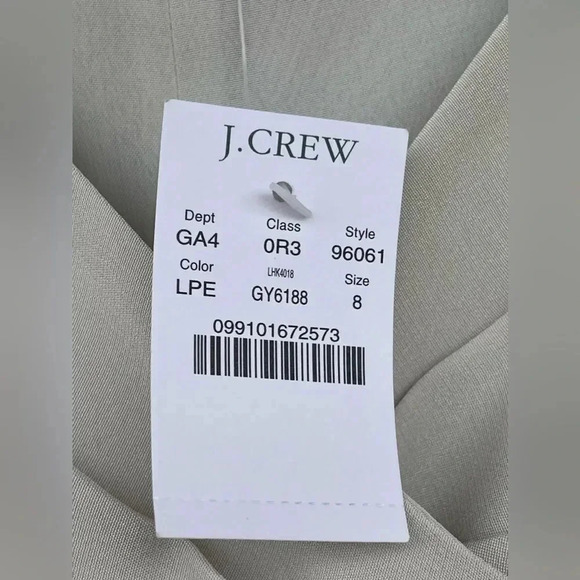 J.CREW
Dept Class Style
GA4 0R3 96061
Color LHK4018 Size
LPE GY6188 8
099101672573